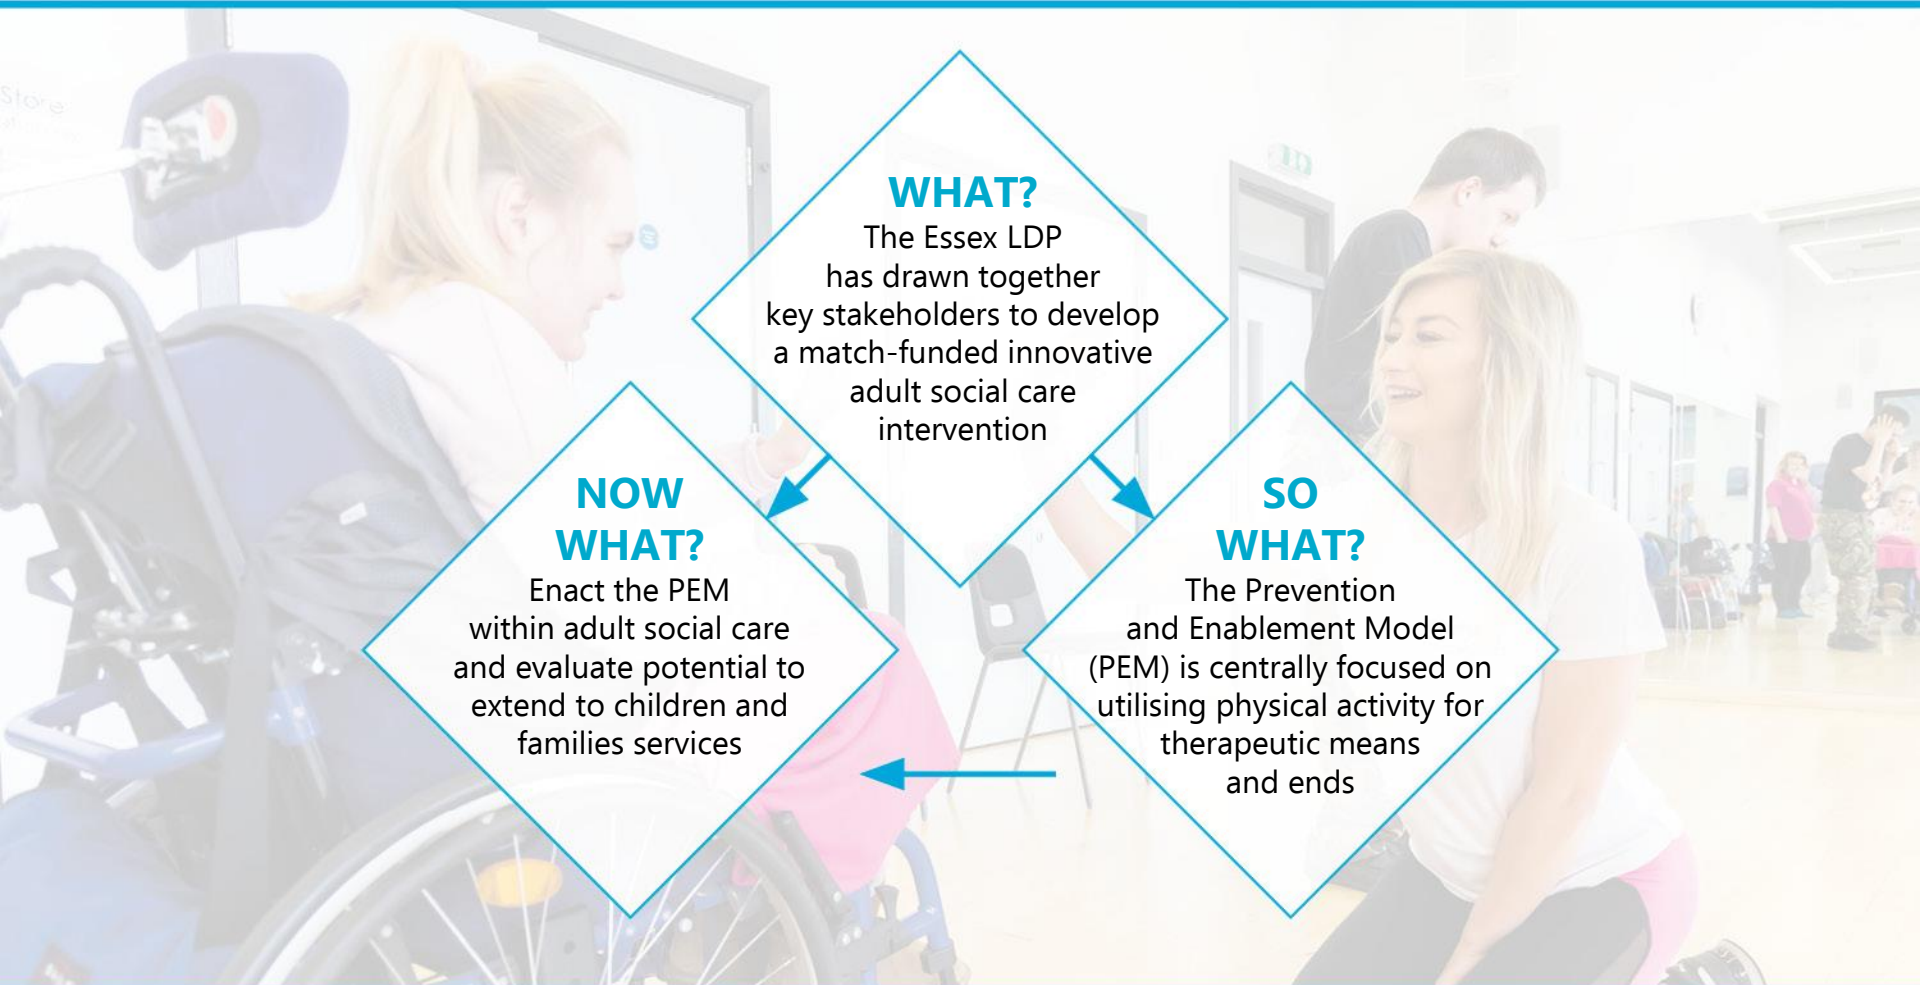 Store
WHAT?
The Essex LDP
has drawn together
key stakeholders to develop
a match-funded innovative
adult social care
intervention
NOW
WHAT?
Enact the PEM
within adult social care
and evaluate potential to
extend to children and
families services
SO
WHAT?
The Prevention
and Enablement Model
(PEM) is centrally focused on
utilising physical activity for
therapeutic means
and ends